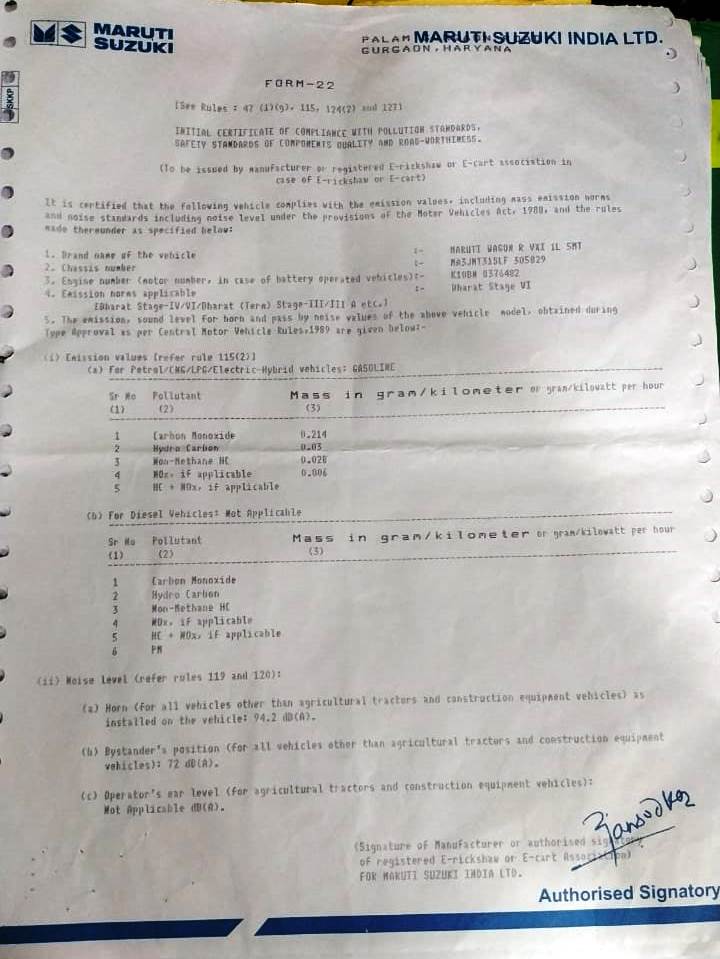 MARUTI
SUZUKI
MARUTI SUZUKI INDIA LTD.
PALAM
GURGAON, HARYANA
SKKP
FORM-22
[See Rules : 47 (1)(g), 115, 124(2) and 127]
INITIAL CERTIFICATE OF COMPLIANCE WITH POLLUTION STANDARDS,
SAFETY STANDARDS OF COMPONENTS QUALITY AND ROAD-WORTHINESS.
(To be issued by manufacturer or registered E-rickshaw or E-cart association in
case of E-rickshaw or E-cart)
It is certified that the following vehicle complies with the emission values, including mass emission norms
and noise standards including noise level under the provisions of the Motor Vehicles Act, 1988, and the rules
made thereunder as specified below:
1. Brand name of the vehicle :- MARUTI WAGON R VXI 1L 5MT
2. Chassis number :- MA3JMT31SLF 305829
3. Engine number (motor number, in case of battery operated vehicles):- K10BN 0376482
4. Emission norms applicable :- Bharat Stage VI
[Bharat Stage-IV/VI/Bharat (Term) Stage-III/III A etc.]
5. The emission, sound level for horn and pass by noise values of the above vehicle model, obtained during
Type Approval as per Central Motor Vehicle Rules,1989 are given below:-
(i) Emission values [refer rule 115(2)]
(a) For Petrol/CNG/LPG/Electric-Hybrid vehicles: GASOLINE
Sr No Pollutant Mass in gram/kilometer or gram/kilowatt per hour
(1) (2) (3)
1 Carbon Monoxide 0.214
2 Hydro Carbon 0.03
3 Non-Methane HC 0.028
4 NOx, if applicable 0.006
5 HC + NOx, if applicable
(b) For Diesel Vehicles: Not Applicable
Sr No Pollutant Mass in gram/kilometer or gram/kilowatt per hour
(1) (2) (3)
1 Carbon Monoxide
2 Hydro Carbon
3 Non-Methane HC
4 NOx, if applicable
5 HC + NOx, if applicable
6 PM
(ii) Noise Level (refer rules 119 and 120):
(a) Horn (for all vehicles other than agricultural tractors and construction equipment vehicles) as
installed on the vehicle: 94.2 dB(A).
(b) Bystander's position (for all vehicles other than agricultural tractors and construction equipment
vehicles): 72 dB(A).
(c) Operator's ear level (for agricultural tractors and construction equipment vehicles):
Not Applicable dB(A).
(Signature of Manufacturer or authorised signatory
of registered E-rickshaw or E-cart Association)
FOR MARUTI SUZUKI INDIA LTD.
Authorised Signatory